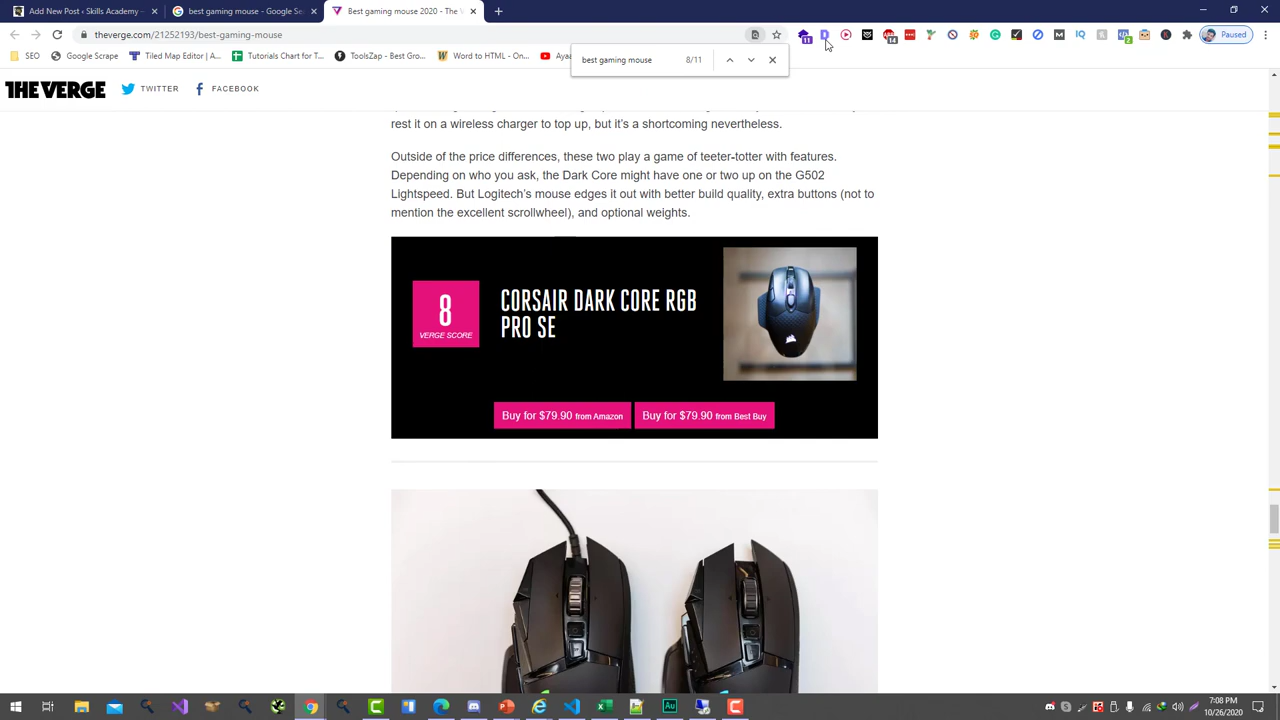 Add New Post ‹ Skills Academy —
best gaming mouse - Google Se
Best gaming mouse 2020 - The V
theverge.com/21252193/best-gaming-mouse
11
14
2
Paused
SEO
Google Scrape
Tiled Map Editor | A...
Tutorials Chart for T...
ToolsZap - Best Gro...
Word to HTML - On...
Ayaa
best gaming mouse
8/11
THE VERGE
TWITTER
FACEBOOK
rest it on a wireless charger to top up, but it's a shortcoming nevertheless.
Outside of the price differences, these two play a game of teeter-totter with features.
Depending on who you ask, the Dark Core might have one or two up on the G502
Lightspeed. But Logitech's mouse edges it out with better build quality, extra buttons (not to
mention the excellent scrollwheel), and optional weights.
8
VERGE SCORE
CORSAIR DARK CORE RGB
PRO SE
Buy for $79.90 from Amazon
Buy for $79.90 from Best Buy
7:08 PM
10/26/2020